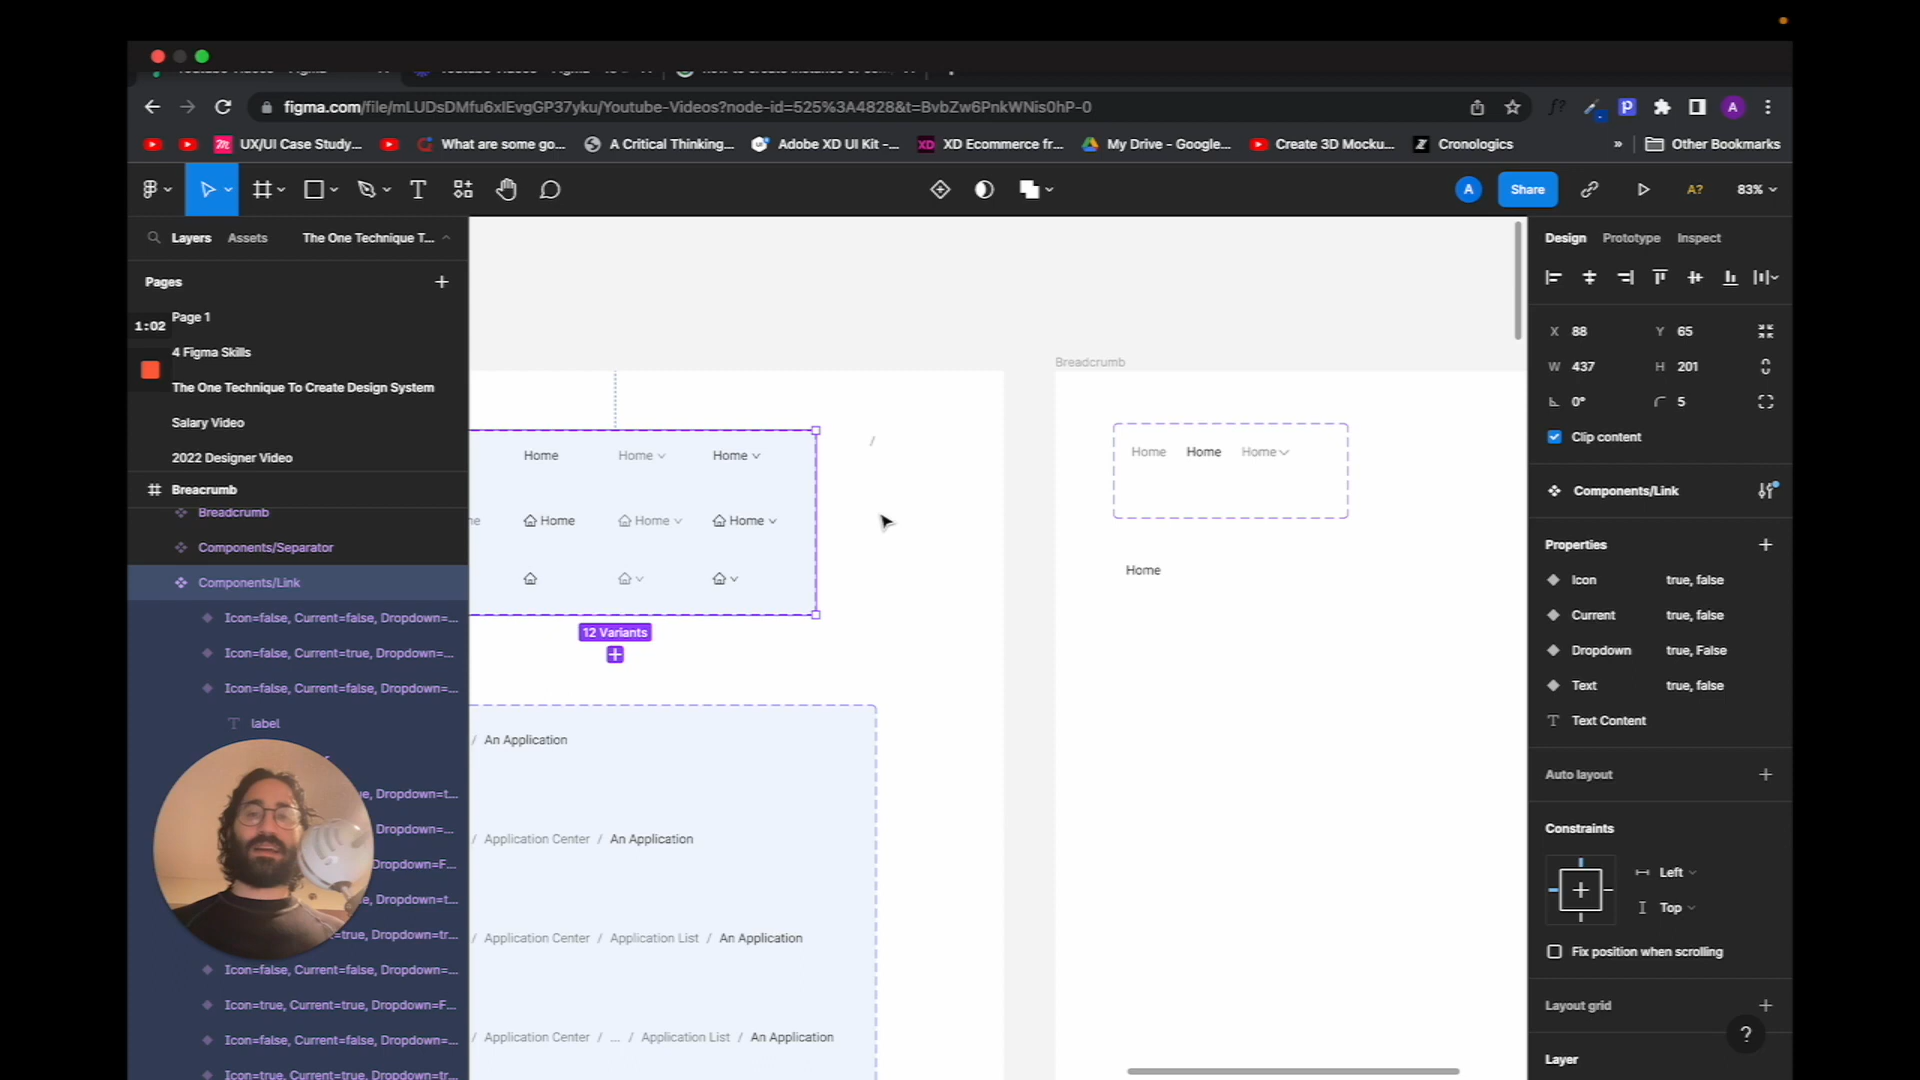 figma.com/file/mLUDsDMfu6xlEvgGP37yku/Youtube-Videos?node-id=525%3A4828&t=BvbZw6PnkWNis0hP-0
UX/UI Case Study... What are some go... A Critical Thinking... Adobe XD UI Kit -... XD Ecommerce fr... My Drive - Google... Create 3D Mocku... Cronologics » Other Bookmarks
A Share A? 83%
Layers Assets The One Technique T...
Design Prototype Inspect
Pages
Page 1
1:02
4 Figma Skills
The One Technique To Create Design System
Salary Video
2022 Designer Video
Breacrumb
Breadcrumb
Components/Separator
Components/Link
Icon=false, Current=false, Dropdown=...
Icon=false, Current=true, Dropdown=...
Icon=false, Current=false, Dropdown=...
label
e, Dropdown=t...
e, Dropdown=...
Dropdown=F...
e, Dropdown=t...
=true, Dropdown=tr...
Icon=false, Current=false, Dropdown=...
Icon=true, Current=true, Dropdown=F...
Icon=false, Current=false, Dropdown=...
Icon=true, Current=true, Dropdown=tr...
Home Home Home
/
Home Home Home
12 Variants
/ An Application
/ Application Center / An Application
/ Application Center / Application List / An Application
/ Application Center / ... / Application List / An Application
Breadcrumb
Home Home Home
Home
X 88 Y 65
W 437 H 201
0° 5
Clip content
Components/Link
Properties
Icon true, false
Current true, false
Dropdown true, False
Text true, false
Text Content
Auto layout
Constraints
Left
Top
Fix position when scrolling
Layout grid
?
Layer